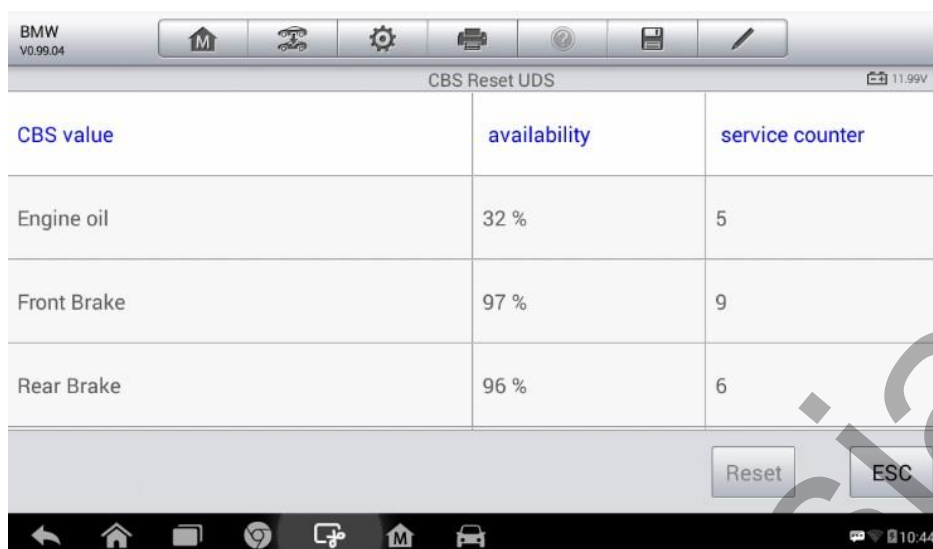 BMW
V0.99.04
M
CBS Reset UDS
11.99V
CBS value availability service counter
Engine oil 32 % 5
Front Brake 97 % 9
Rear Brake 96 % 6
Reset ESC
M
10:44